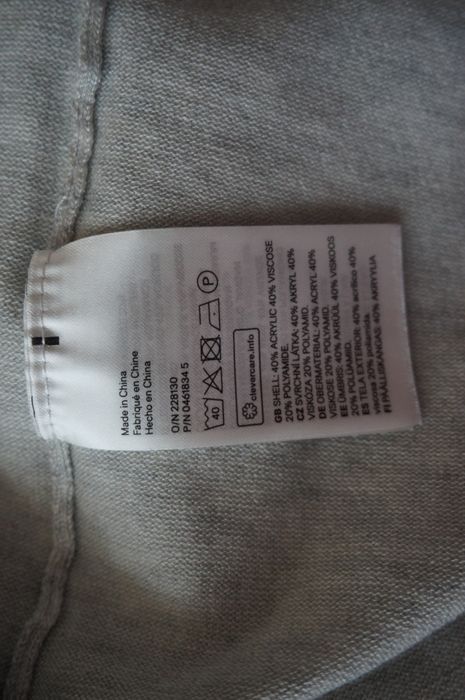 Made in China
Fabriqué en Chine
Hecho en China
O/N 228130
P/N 0461834 5
40
P
clevercare.info
GB SHELL: 40% ACRYLIC 40% VISCOSE
20% POLYAMIDE.
CZ SVRCHNÍ LÁTKA: 40% AKRYL 40%
VISKÓZA 20% POLYAMID.
DE OBERMATERIAL: 40% ACRYL 40%
VISKOSE 20% POLYAMID.
EE ÜMBRIS: 40% AKRÜÜL 40% VISKOOS
20% POLÜAMIID.
ES TELA EXTERIOR: 40% acrílico 40%
viscosa 20% poliamida.
FI PÄÄLLISKANGAS: 40% AKRYYLIA